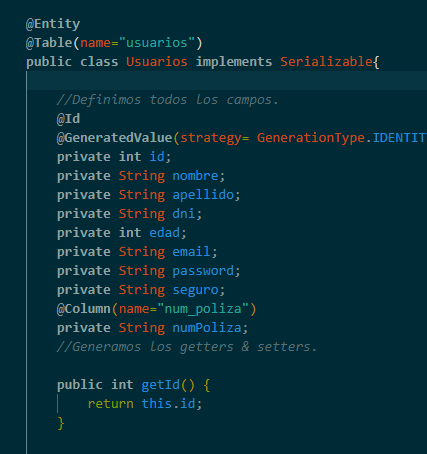 @Entity
@Table(name="usuarios")
public class Usuarios implements Serializable{
//Definimos todos los campos.
@Id
@GeneratedValue(strategy= GenerationType.IDENTIT
private int id;
private String nombre;
private String apellido;
private String dni;
private int edad;
private String email;
private String password;
private String seguro;
@Column(name="num_poliza")
private String numPoliza;
//Generamos los getters & setters.
public int getId() {
return this.id;
}